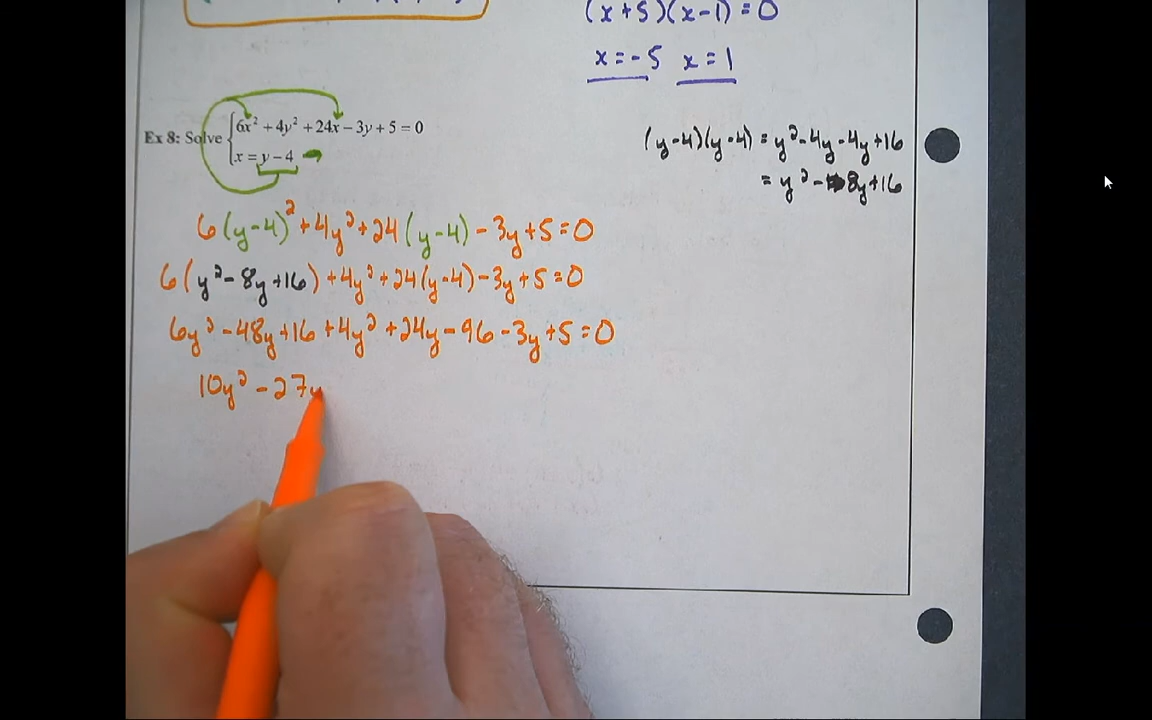 (x+5)(x-1) = 0
x = -5 x = 1
Ex 8: Solve
6x² + 4y² + 24x − 3y + 5 = 0
x = y − 4
(y-4)(y-4) = y²-4y-4y+16
= y²-8y+16
6(y-4)²+4y²+24(y-4)-3y+5=0
6(y²-8y+16)+4y²+24(y-4)-3y+5=0
6y²-48y+16+4y²+24y-96-3y+5=0
10y²-27y